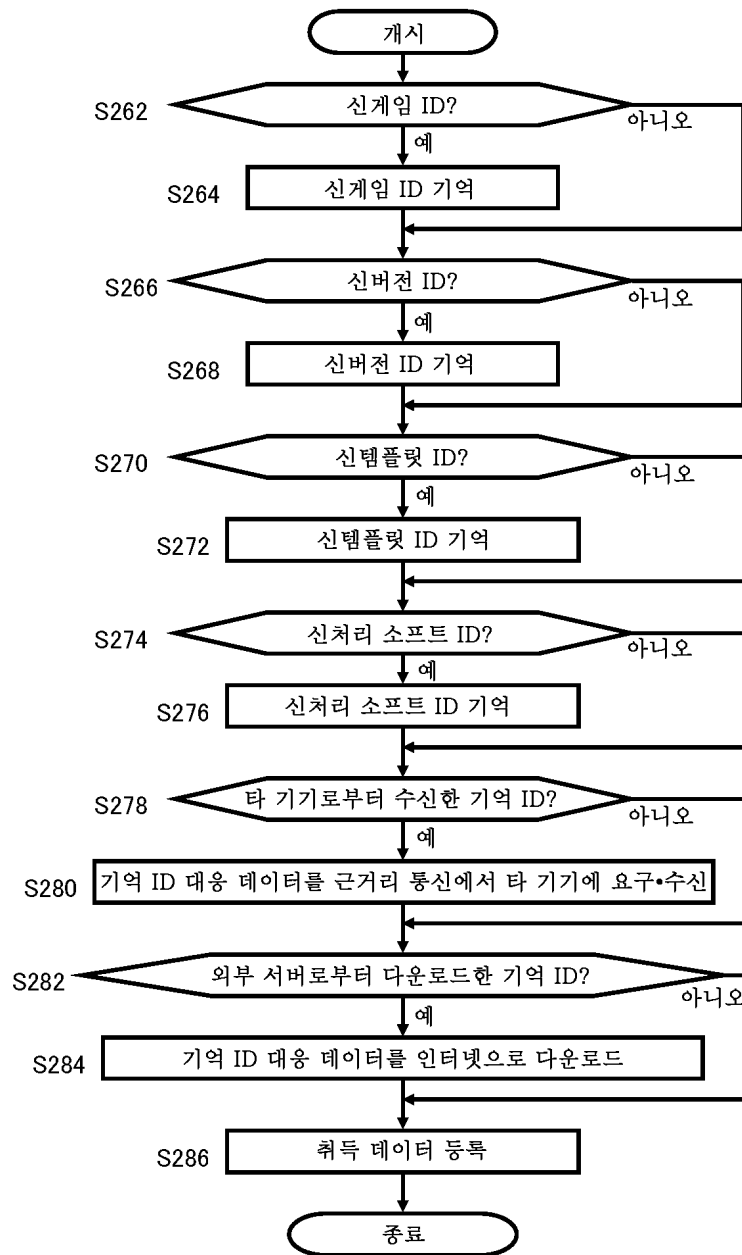 개시
S262
신게임 ID?
아니오
예
S264
신게임 ID 기억
S266
신버전 ID?
아니오
예
S268
신버전 ID 기억
S270
신템플릿 ID?
아니오
예
S272
신템플릿 ID 기억
S274
신처리 소프트 ID?
아니오
예
S276
신처리 소프트 ID 기억
S278
타 기기로부터 수신한 기억 ID?
아니오
예
S280
기억 ID 대응 데이터를 근거리 통신에서 타 기기에 요구•수신
S282
외부 서버로부터 다운로드한 기억 ID?
아니오
예
S284
기억 ID 대응 데이터를 인터넷으로 다운로드
S286
취득 데이터 등록
종료